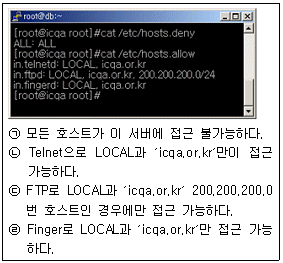 root@db:~
[root@icqa root]#cat /etc/hosts.deny
ALL: ALL
[root@icqa root]#cat /etc/hosts.allow
in.telnetd: LOCAL, icqa.or.kr
in.ftpd: LOCAL, icqa.or.kr, 200.200.200.0/24
in.fingerd: LOCAL, icqa.or.kr
[root@icqa root]#
㉠ 모든 호스트가 이 서버에 접근 불가능하다.
㉡ Telnet으로 LOCAL과 'icqa.or.kr'만이 접근
가능하다.
㉢ FTP로 LOCAL과 'icqa.or.kr' 200.200.200.0
번 호스트인 경우에만 접근 가능하다.
㉣ Finger로 LOCAL과 'icqa.or.kr'만 접근 가능
하다.